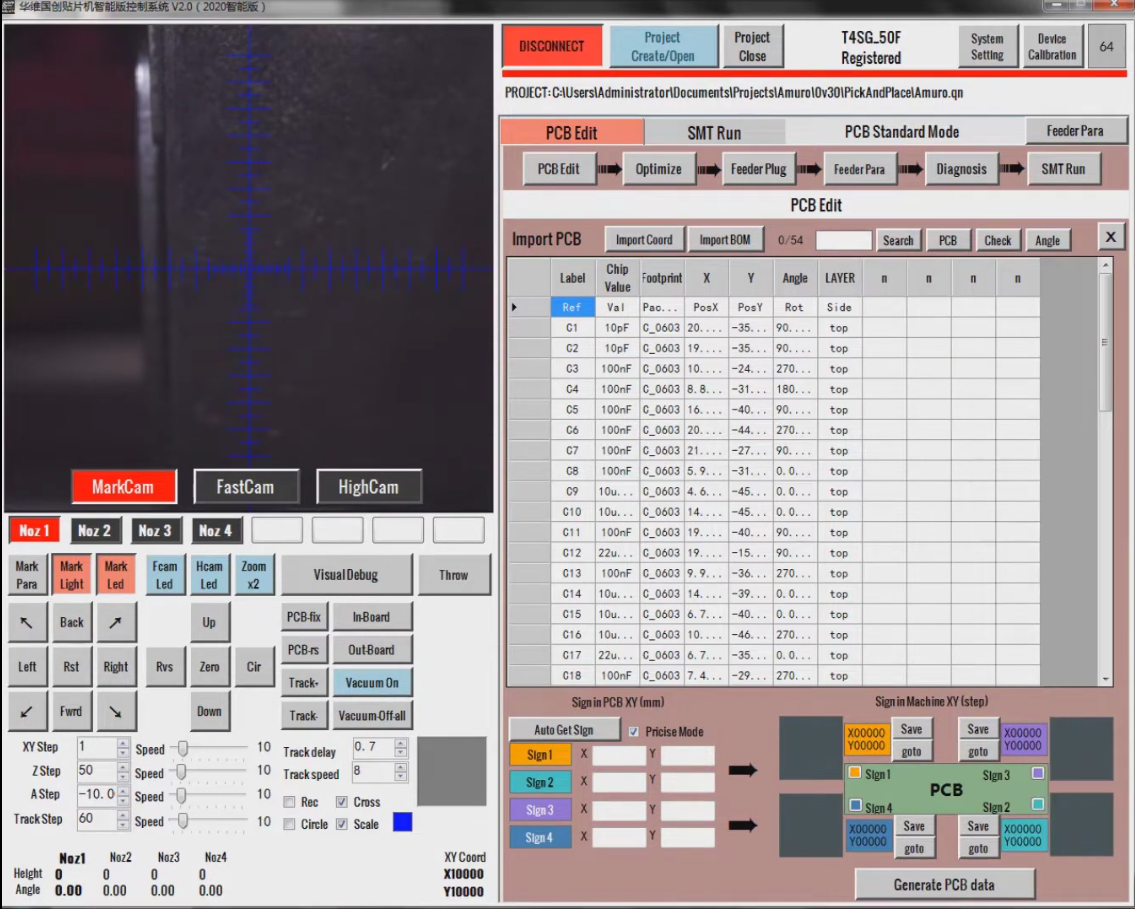 华维国创贴片机智能版控制系统 V2.0（2020智能版）
DISCONNECT
Project Create/Open
Project Close
T4SG_50F Registered
System Setting
Device Calibration
64
PROJECT: C:\Users\Administrator\Documents\Projects\Amuro\0v30\PickAndPlace\Amuro.qn
PCB Edit SMT Run PCB Standard Mode Feeder Para
PCB Edit Optimize Feeder Plug Feeder Para Diagnosis SMT Run
PCB Edit
Import PCB Import Coord Import BOM 0/54 Search PCB Check Angle X
Label Chip Value Footprint X Y Angle LAYER n n n n
Ref Val Pac... PosX PosY Rot Side
C1 10pF C_0603 20.... -35... 90.... top
C2 10pF C_0603 19.... -35... 90.... top
C3 100nF C_0603 10.... -24... 270... top
C4 100nF C_0603 8.8... -31... 180... top
C5 100nF C_0603 16.... -40... 90.... top
C6 100nF C_0603 20.... -44... 270... top
C7 100nF C_0603 21.... -27... 90.... top
C8 100nF C_0603 5.9... -31... 0.0... top
C9 10u... C_0603 4.6... -45... 0.0... top
C10 10u... C_0603 14.... -45... 0.0... top
C11 100nF C_0603 19.... -40... 90.... top
C12 22u... C_0603 19.... -15... 90.... top
C13 100nF C_0603 9.9... -36... 270... top
C14 10u... C_0603 14.... -39... 0.0... top
C15 10u... C_0603 6.7... -40... 0.0... top
C16 10u... C_0603 10.... -46... 270... top
C17 22u... C_0603 6.7... -35... 0.0... top
C18 100nF C_0603 7.4... -29... 270... top
MarkCam FastCam HighCam
Noz 1 Noz 2 Noz 3 Noz 4
Mark Para
Mark Light
Mark Led
Fcam Led
Hcam Led
Zoom x2
Visual Debug
Throw
Back Up PCB-fix In-Board
Left Rst Right Rvs Zero Cir PCB-rs Out-Board
Track+ Vacuum On
Fwrd Down Track- Vacuum-Off-all
XY Step 1 Speed 10 Track delay 0.7
Z Step 50 Speed 10 Track speed 8
A Step -10.0 Speed 10 Rec Cross
Track Step 60 Speed 10 Circle Scale
Noz1 Noz2 Noz3 Noz4 XY Coord
Height 0 0 0 0 X10000
Angle 0.00 0.00 0.00 0.00 Y10000
Sign in PCB XY (mm)
Auto Get Sign Pricise Mode
Sign 1 X Y
Sign 2 X Y
Sign 3 X Y
Sign 4 X Y
Sign in Machine XY (step)
X00000 Y00000 Save goto
Save goto X00000 Y00000
Sign 1 Sign 3
PCB
Sign 4 Sign 2
X00000 Y00000 Save goto
Save goto X00000 Y00000
Generate PCB data